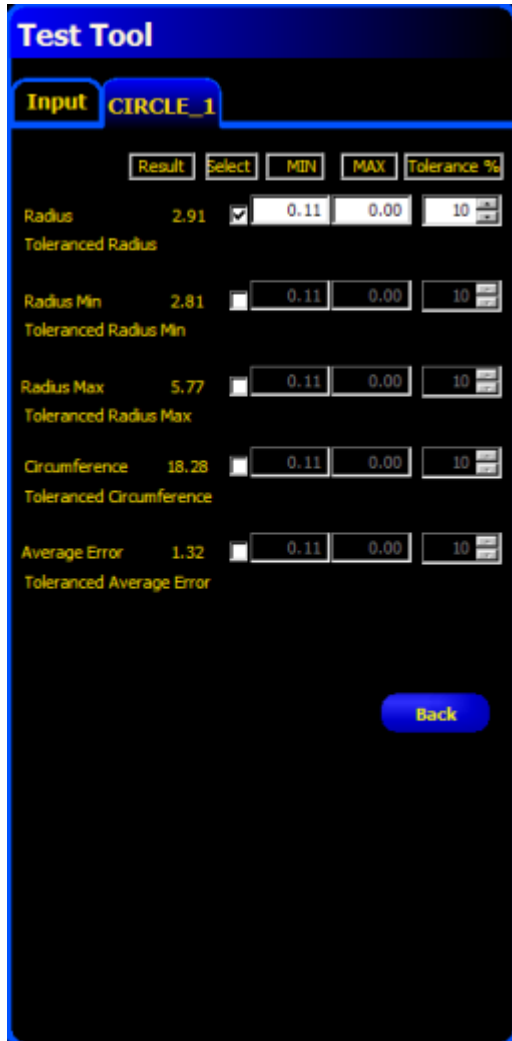 Test Tool
Input CIRCLE_1
Result Select MIN MAX Tolerance %
Radius 2.91 0.11 0.00 10
Toleranced Radius
Radius Min 2.81 0.11 0.00 10
Toleranced Radius Min
Radius Max 5.77 0.11 0.00 10
Toleranced Radius Max
Circumference 18.28 0.11 0.00 10
Toleranced Circumference
Average Error 1.32 0.11 0.00 10
Toleranced Average Error
Back